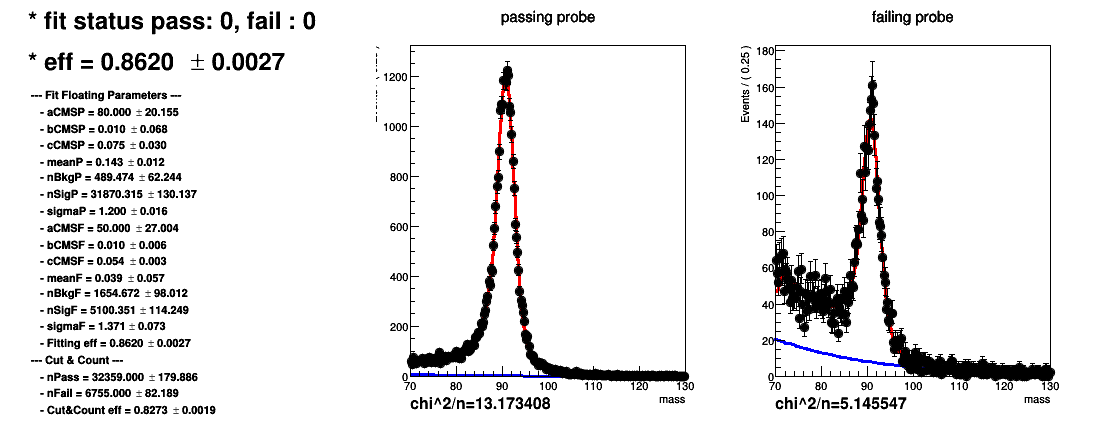 * fit status pass: 0, fail : 0
* eff = 0.8620 ± 0.0027
--- Fit Floating Parameters ---
- aCMSP = 80.000 ± 20.155
- bCMSP = 0.010 ± 0.068
- cCMSP = 0.075 ± 0.030
- meanP = 0.143 ± 0.012
- nBkgP = 489.474 ± 62.244
- nSigP = 31870.315 ± 130.137
- sigmaP = 1.200 ± 0.016
- aCMSF = 50.000 ± 27.004
- bCMSF = 0.010 ± 0.006
- cCMSF = 0.054 ± 0.003
- meanF = 0.039 ± 0.057
- nBkgF = 1654.672 ± 98.012
- nSigF = 5100.351 ± 114.249
- sigmaF = 1.371 ± 0.073
- Fitting eff = 0.8620 ± 0.0027
--- Cut & Count ---
- nPass = 32359.000 ± 179.886
- nFail = 6755.000 ± 82.189
- Cut&Count eff = 0.8273 ± 0.0019
passing probe
1200
1000
800
600
400
200
0
70 80 90 100 110 120 130
mass
chi^2/n=13.173408
failing probe
Events / ( 0.25 )
180
160
140
120
100
80
60
40
20
0
70 80 90 100 110 120 130
mass
chi^2/n=5.145547